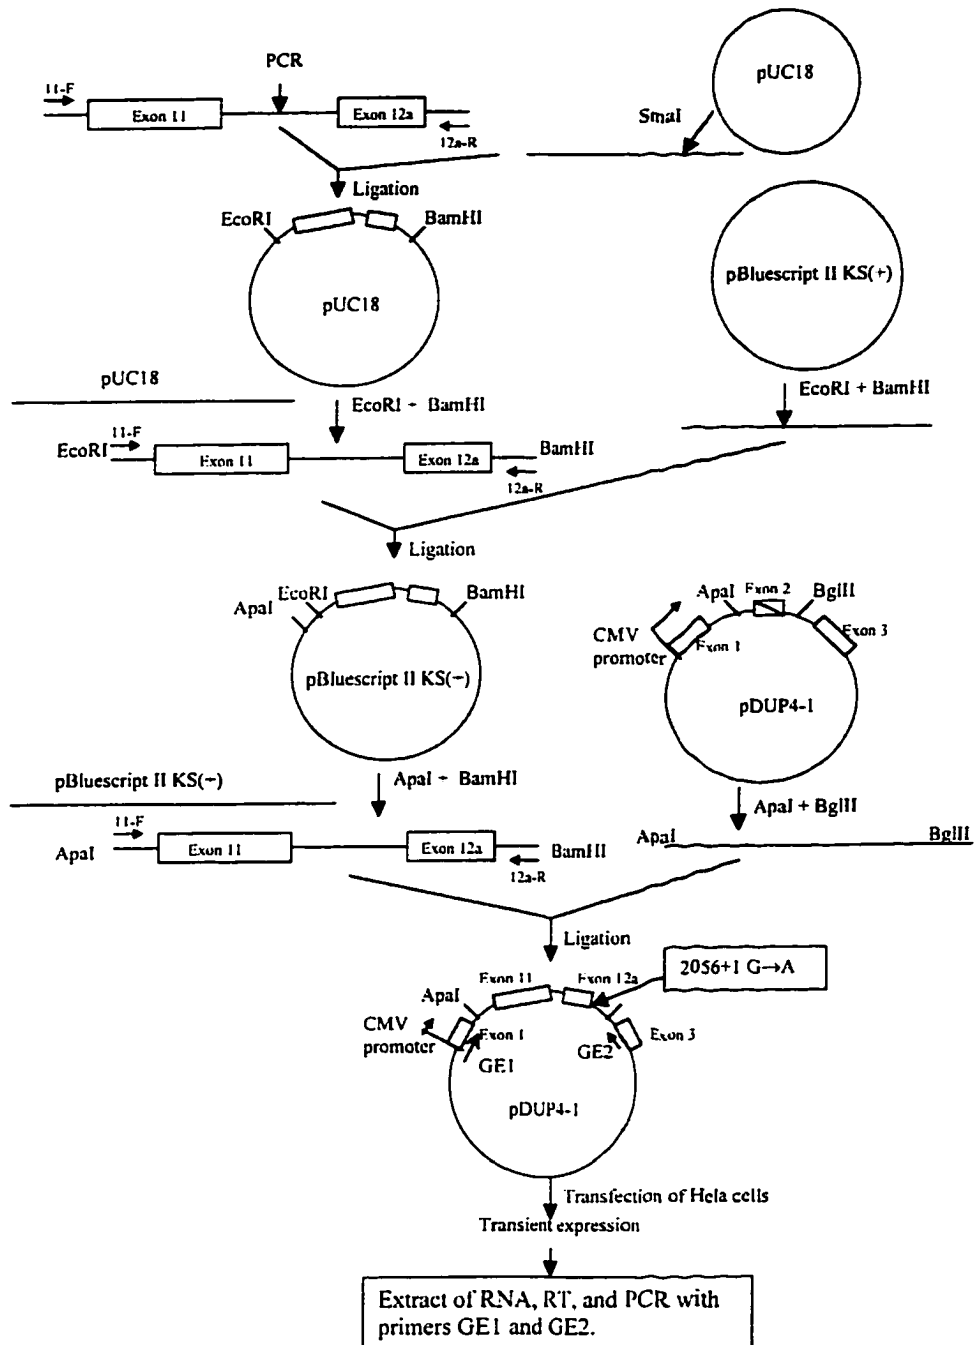 PCR
11-F
Exon 11
Exon 12a
12a-R
pUC18
SmaI
Ligation
EcoRI
BamHI
pUC18
pBluescript II KS(+)
pUC18
EcoRI + BamHI
EcoRI + BamHI
11-F
EcoRI
Exon 11
Exon 12a
BamHI
12a-R
Ligation
ApaI
EcoRI
BamHI
pBluescript II KS(+)
ApaI
Exon 2
BglII
CMV
promoter
Exon 1
Exon 3
pDUP4-1
pBluescript II KS(+)
ApaI + BamHI
ApaI + BglII
11-F
ApaI
Exon 11
Exon 12a
BamHI
12a-R
ApaI
BglII
Ligation
2056+1 G→A
Exon 11
Exon 12a
ApaI
CMV
promoter
Exon 1
GE1
GE2
Exon 3
pDUP4-1
Transfection of Hela cells
Transient expression
Extract of RNA, RT, and PCR with
primers GE1 and GE2.